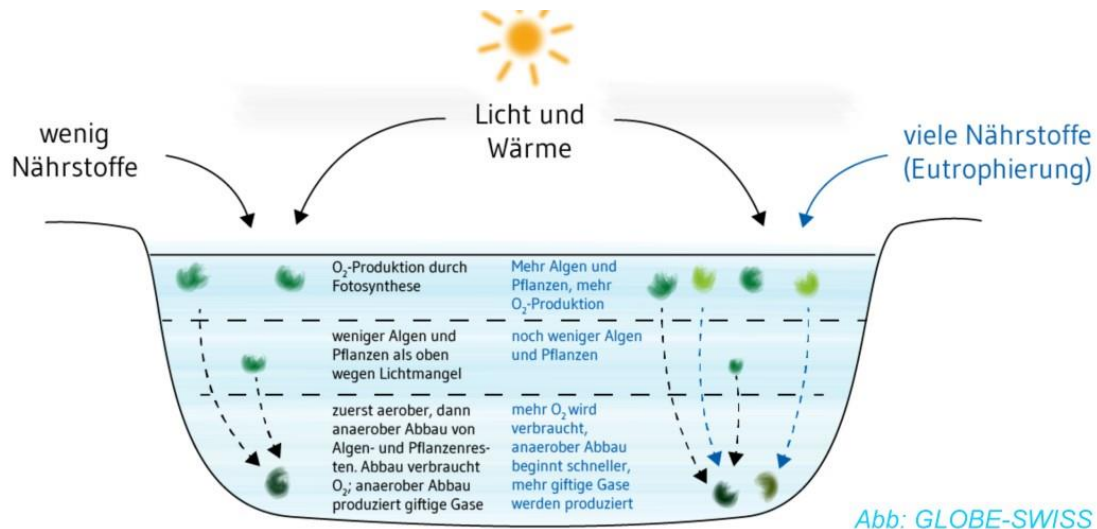 Licht und
Wärme
wenig
Nährstoffe
viele Nährstoffe
(Eutrophierung)
O₂-Produktion durch
Fotosynthese
Mehr Algen und
Pflanzen, mehr
O₂-Produktion
weniger Algen und
Pflanzen als oben
wegen Lichtmangel
noch weniger Algen
und Pflanzen
zuerst aerober, dann
anaerober Abbau von
Algen- und Pflanzenres-
ten. Abbau verbraucht
O₂; anaerober Abbau
produziert giftige Gase
mehr O₂ wird
verbraucht,
anaerober Abbau
beginnt schneller,
mehr giftige Gase
werden produziert
Abb: GLOBE-SWISS